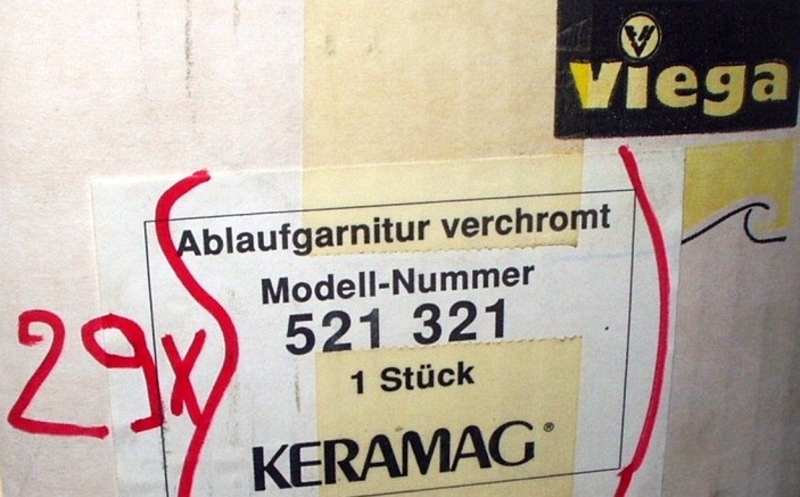 Viega
Ablaufgarnitur verchromt
Modell-Nummer
521 321
1 Stück
29x
KERAMAG®